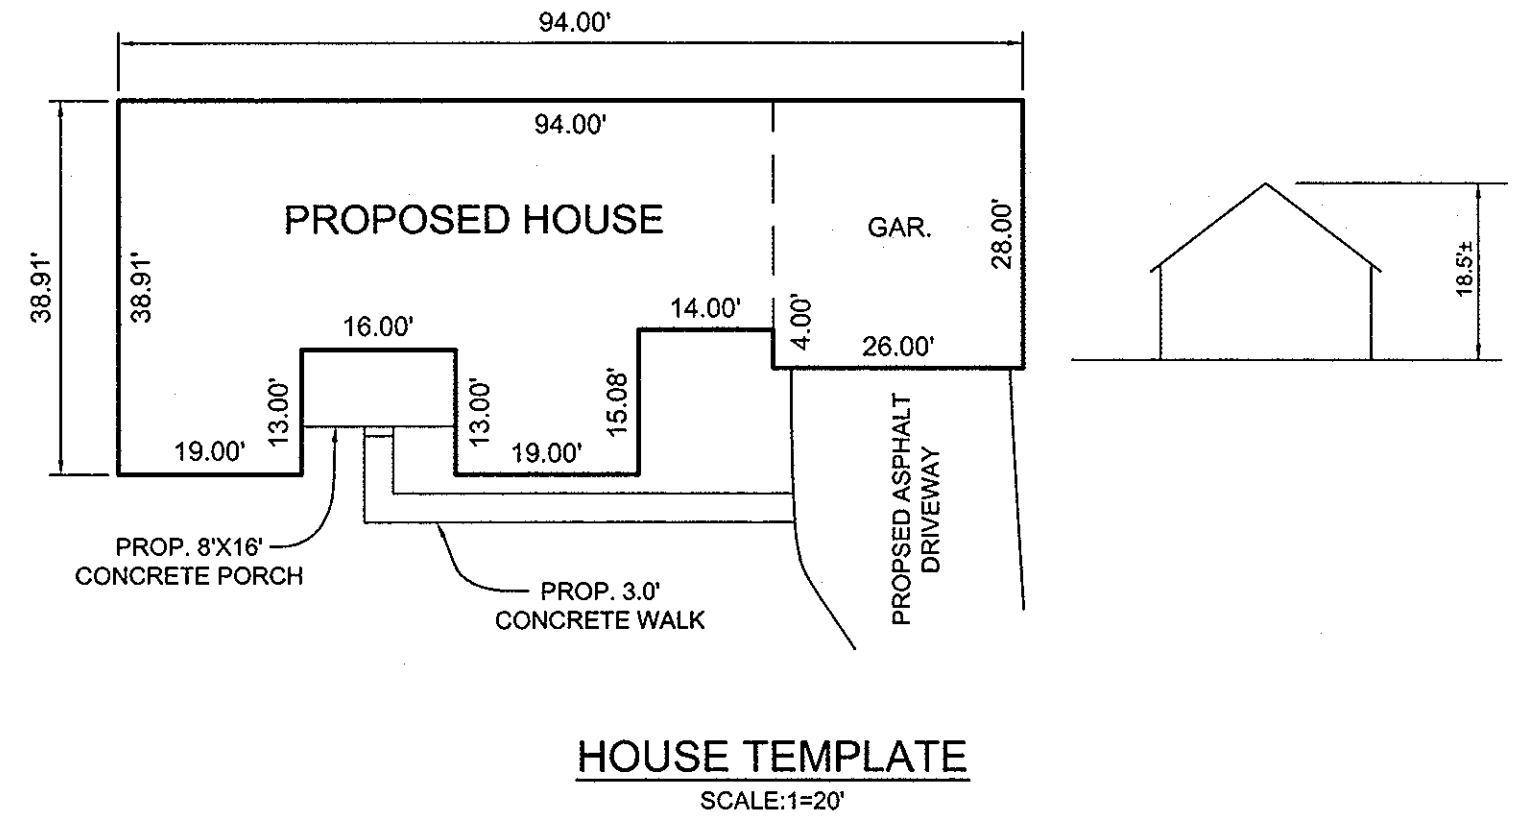 94.00'
94.00'
38.91'
38.91'
PROPOSED HOUSE
GAR.
28.00'
18.5'±
16.00'
14.00'
4.00'
26.00'
13.00'
13.00'
15.08'
19.00'
19.00'
PROP. 8'X16'
CONCRETE PORCH
PROP. 3.0'
CONCRETE WALK
PROPSED ASPHALT
DRIVEWAY
HOUSE TEMPLATE
SCALE:1=20'